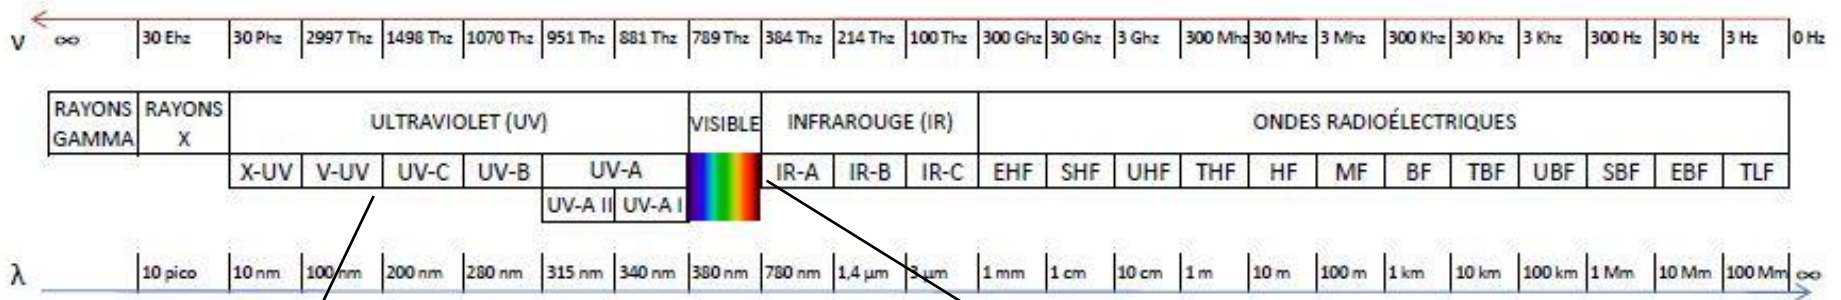 ν ∞ 30 Ehz 30 Phz 2997 Thz 1498 Thz 1070 Thz 951 Thz 881 Thz 789 Thz 384 Thz 214 Thz 100 Thz 300 Ghz 30 Ghz 3 Ghz 300 Mhz 30 Mhz 3 Mhz 300 Khz 30 Khz 3 Khz 300 Hz 30 Hz 3 Hz 0 Hz
RAYONS GAMMA RAYONS X ULTRAVIOLET (UV) VISIBLE INFRAROUGE (IR) ONDES RADIOÉLECTRIQUES
X-UV V-UV UV-C UV-B UV-A IR-A IR-B IR-C EHF SHF UHF THF HF MF BF TBF UBF SBF EBF TLF
UV-A II UV-A I
λ 10 pico 10 nm 100 nm 200 nm 280 nm 315 nm 340 nm 380 nm 780 nm 1,4 µm 3 µm 1 mm 1 cm 10 cm 1 m 10 m 100 m 1 km 10 km 100 km 1 Mm 10 Mm 100 Mm ∞